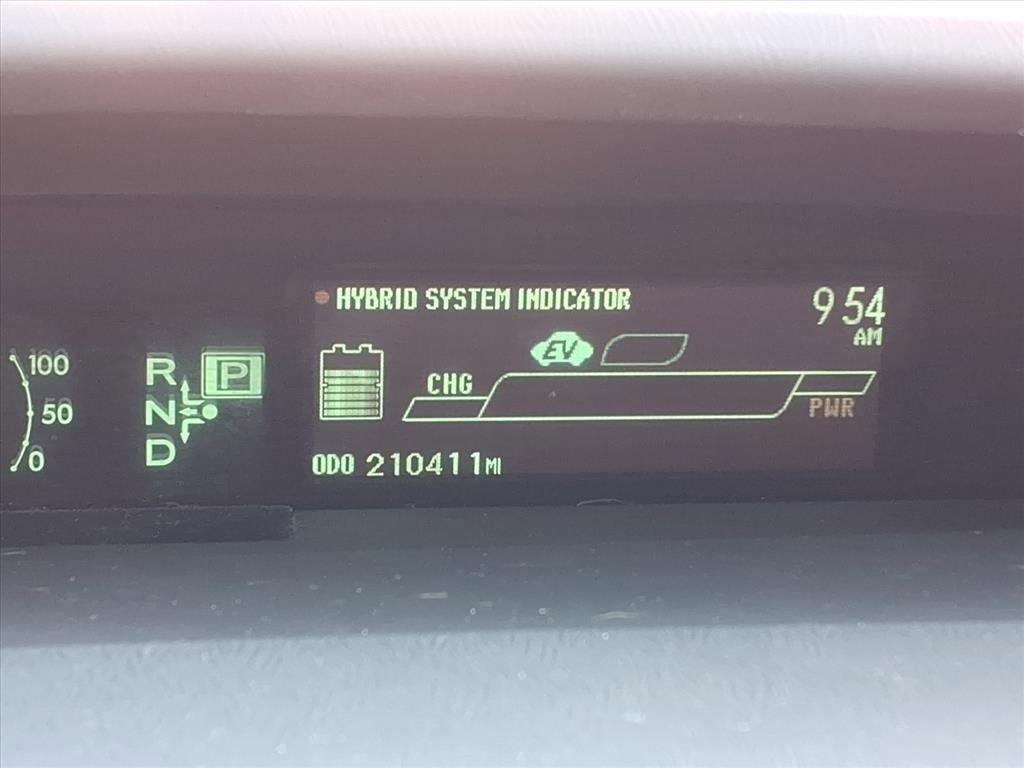 HYBRID SYSTEM INDICATOR
9 54
AM
100
50
0
R
P
N
D
EV
CHG
PWR
ODO 210411MI